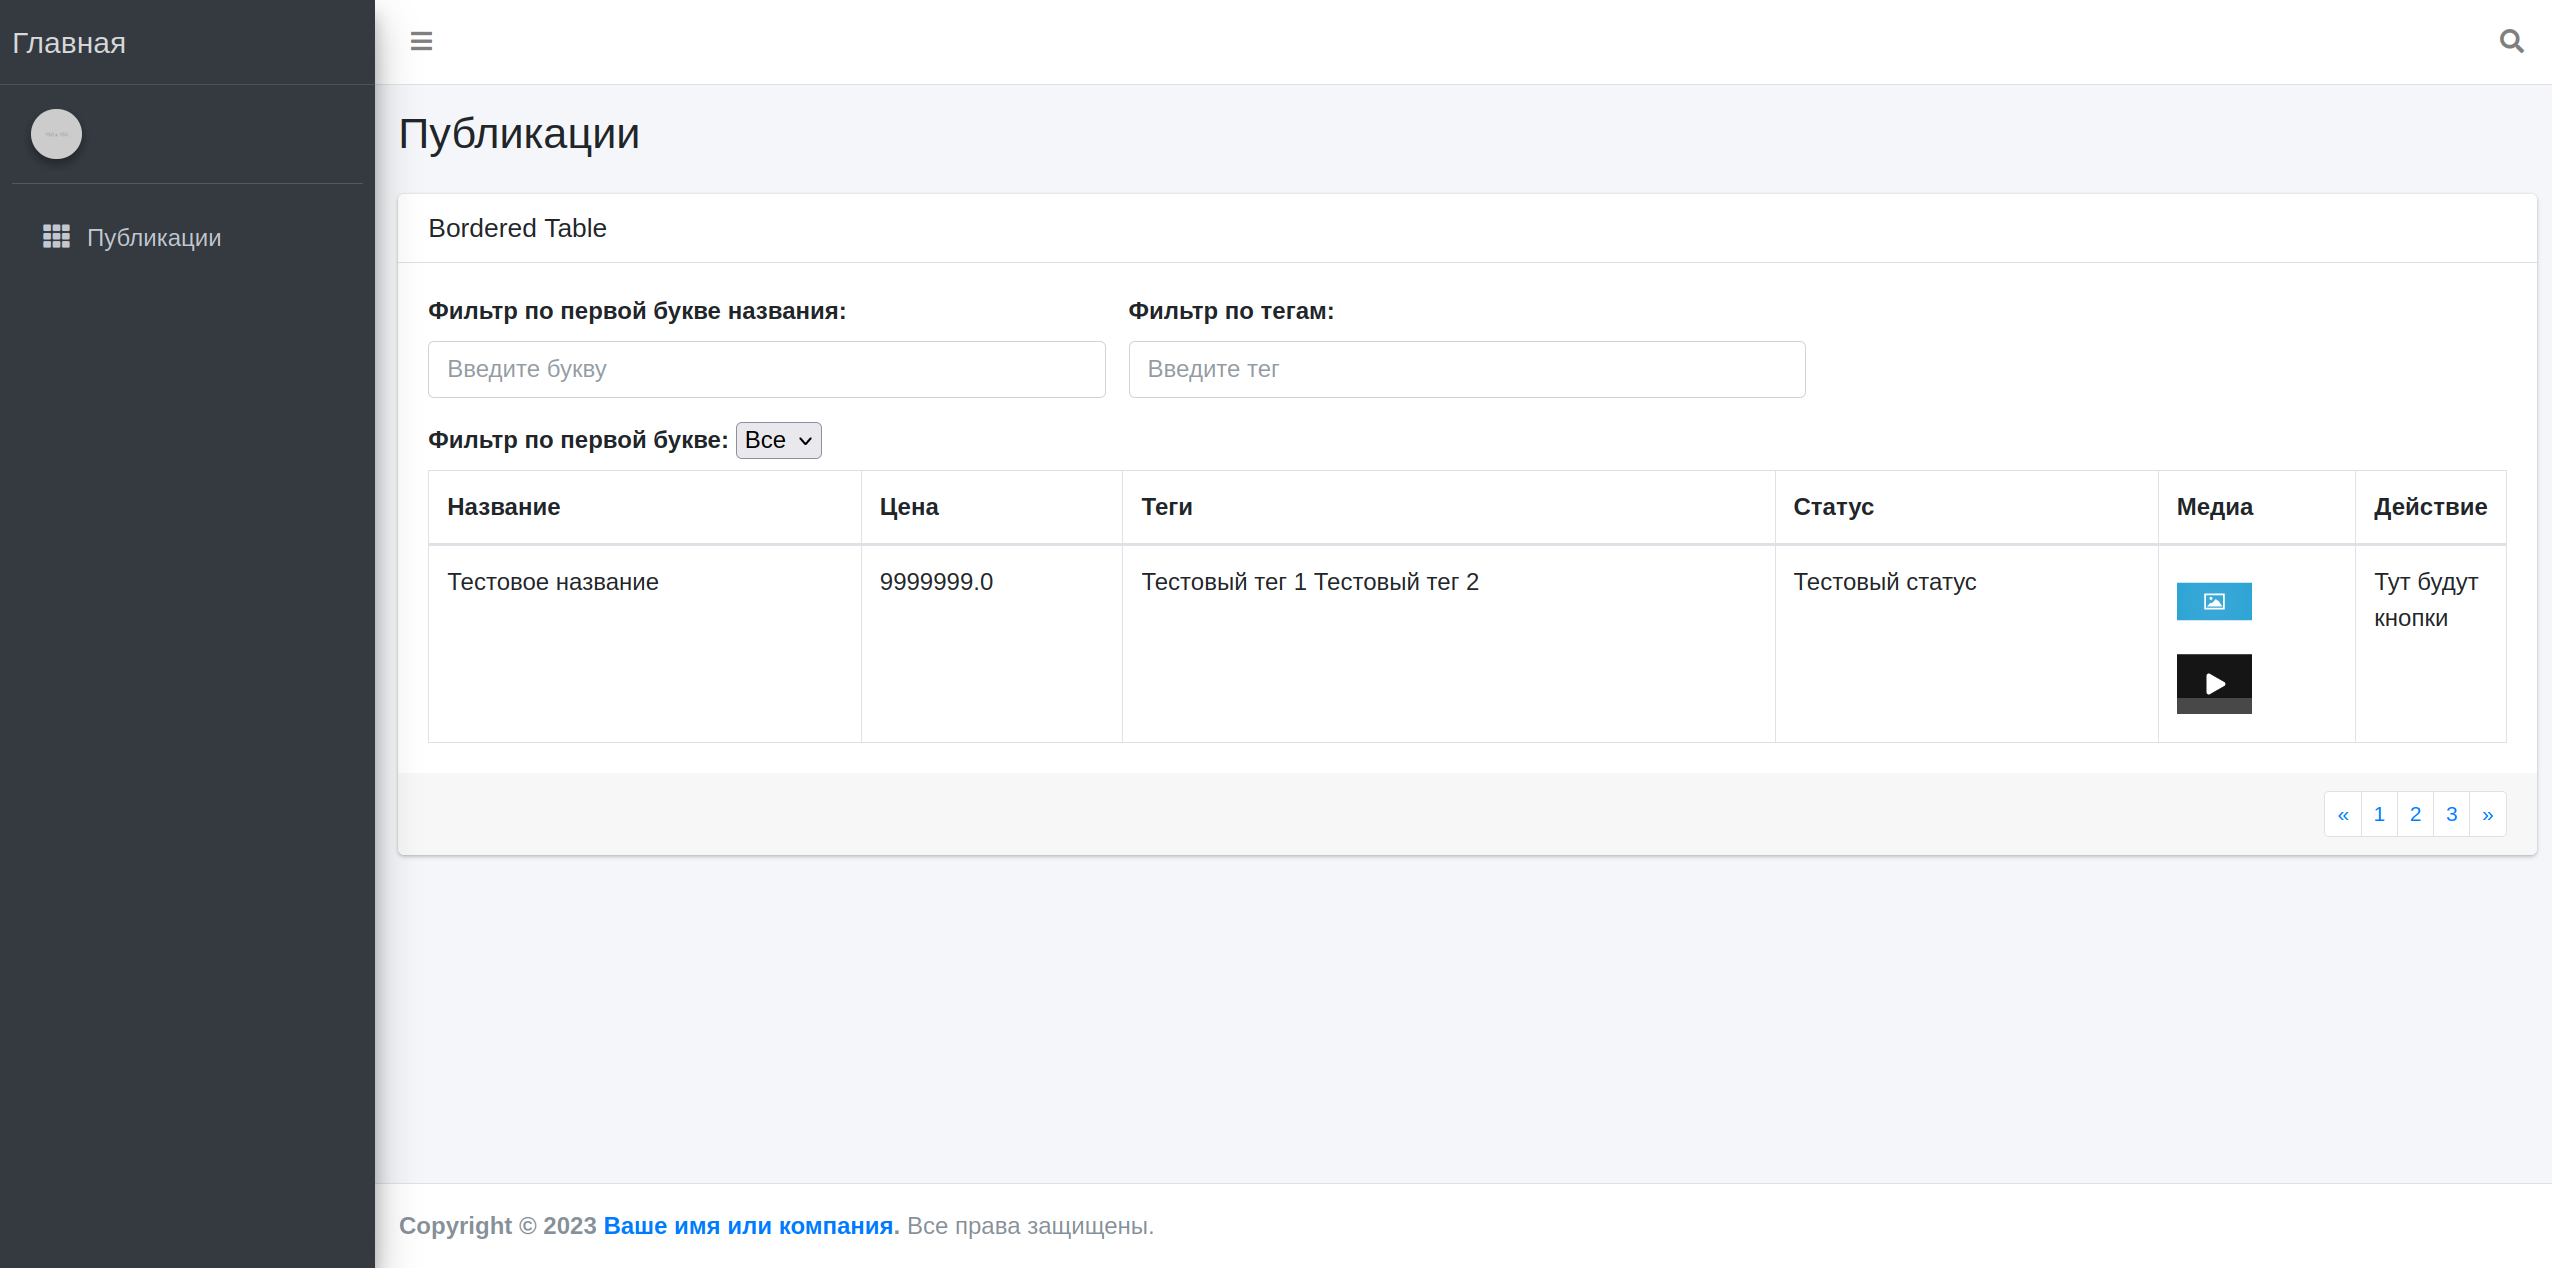 Главная
Публикации
Публикации
Bordered Table
Фильтр по первой букве названия:
Фильтр по тегам:
Введите букву
Введите тег
Фильтр по первой букве: Все
Название Цена Теги Статус Медиа Действие
Тестовое название 9999999.0 Тестовый тег 1 Тестовый тег 2 Тестовый статус Тут будут
кнопки
« 1 2 3 »
Copyright © 2023 Ваше имя или компания. Все права защищены.